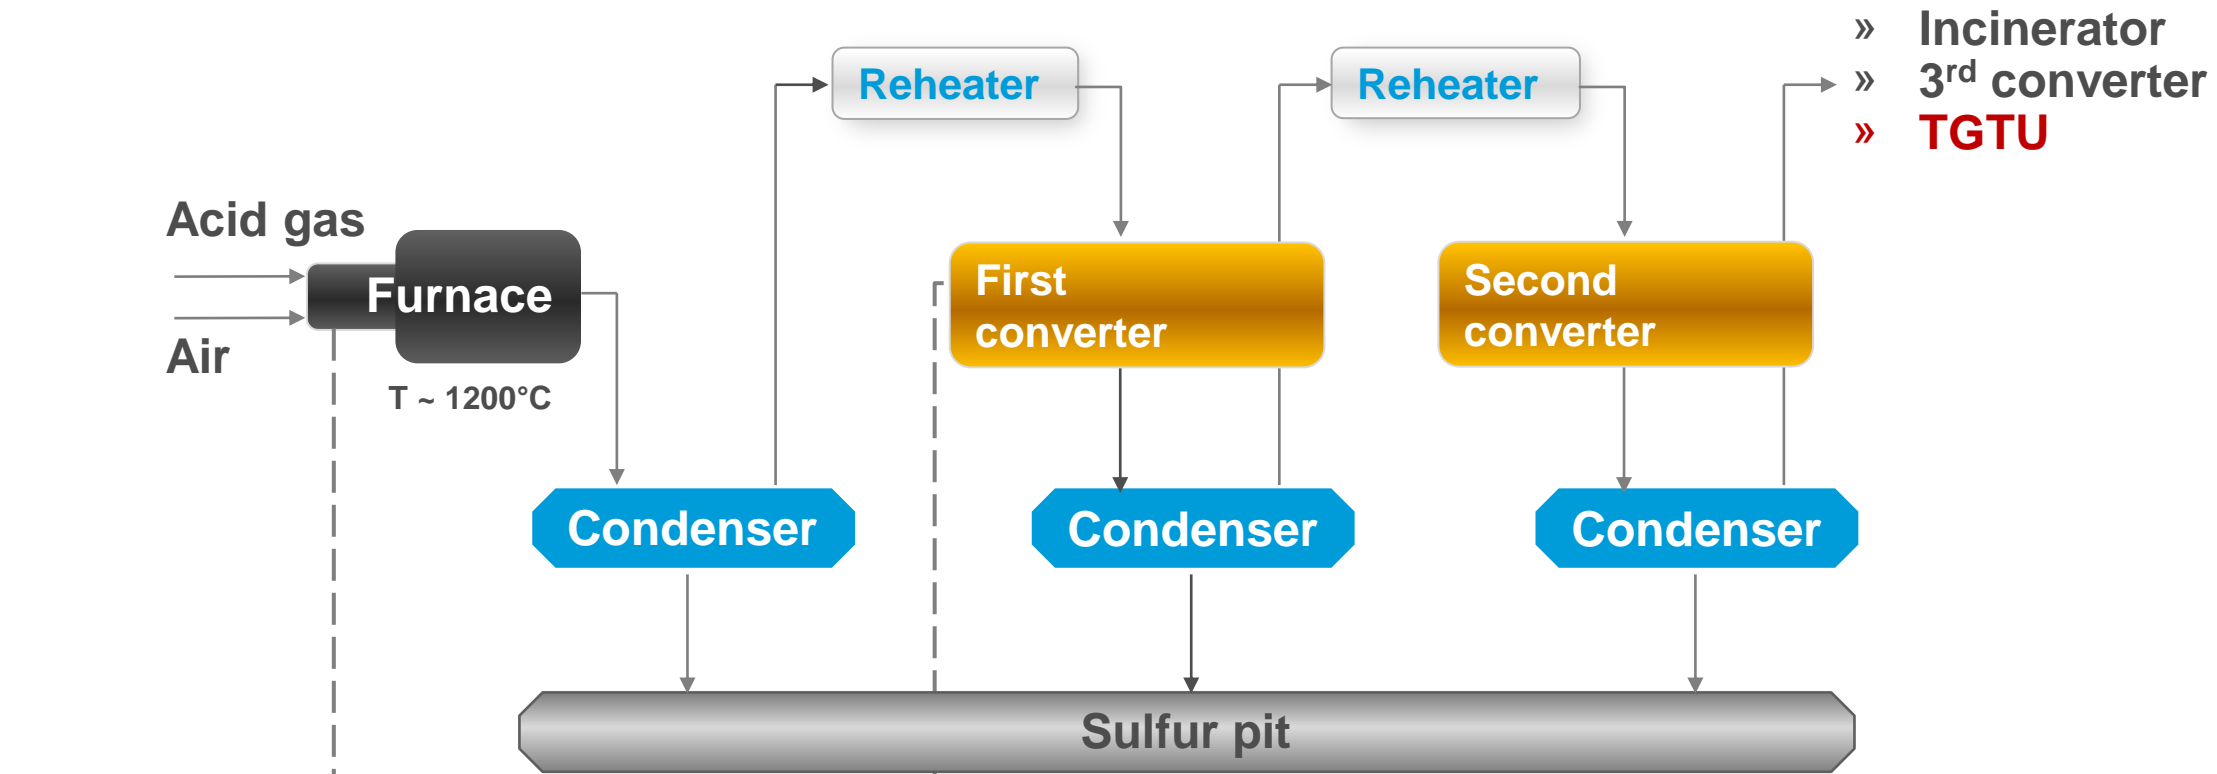 » Incinerator
» 3rd converter
» TGTU
Reheater
Reheater
Acid gas
Air
Furnace
T ~ 1200°C
First
converter
Second
converter
Condenser
Condenser
Condenser
Sulfur pit